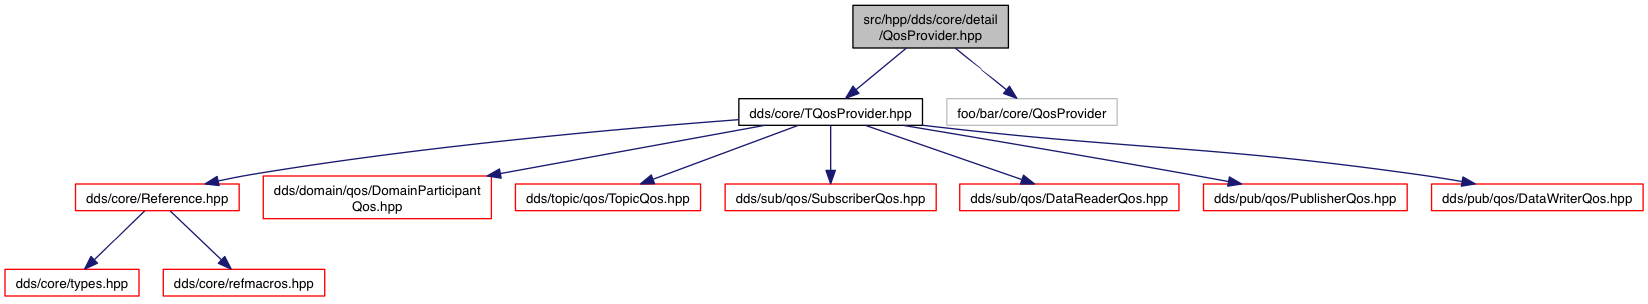 src/hpp/dds/core/detail
/QosProvider.hpp
dds/core/TQosProvider.hpp
foo/bar/core/QosProvider
dds/core/Reference.hpp
dds/domain/qos/DomainParticipant
Qos.hpp
dds/topic/qos/TopicQos.hpp
dds/sub/qos/SubscriberQos.hpp
dds/sub/qos/DataReaderQos.hpp
dds/pub/qos/PublisherQos.hpp
dds/pub/qos/DataWriterQos.hpp
dds/core/types.hpp
dds/core/refmacros.hpp